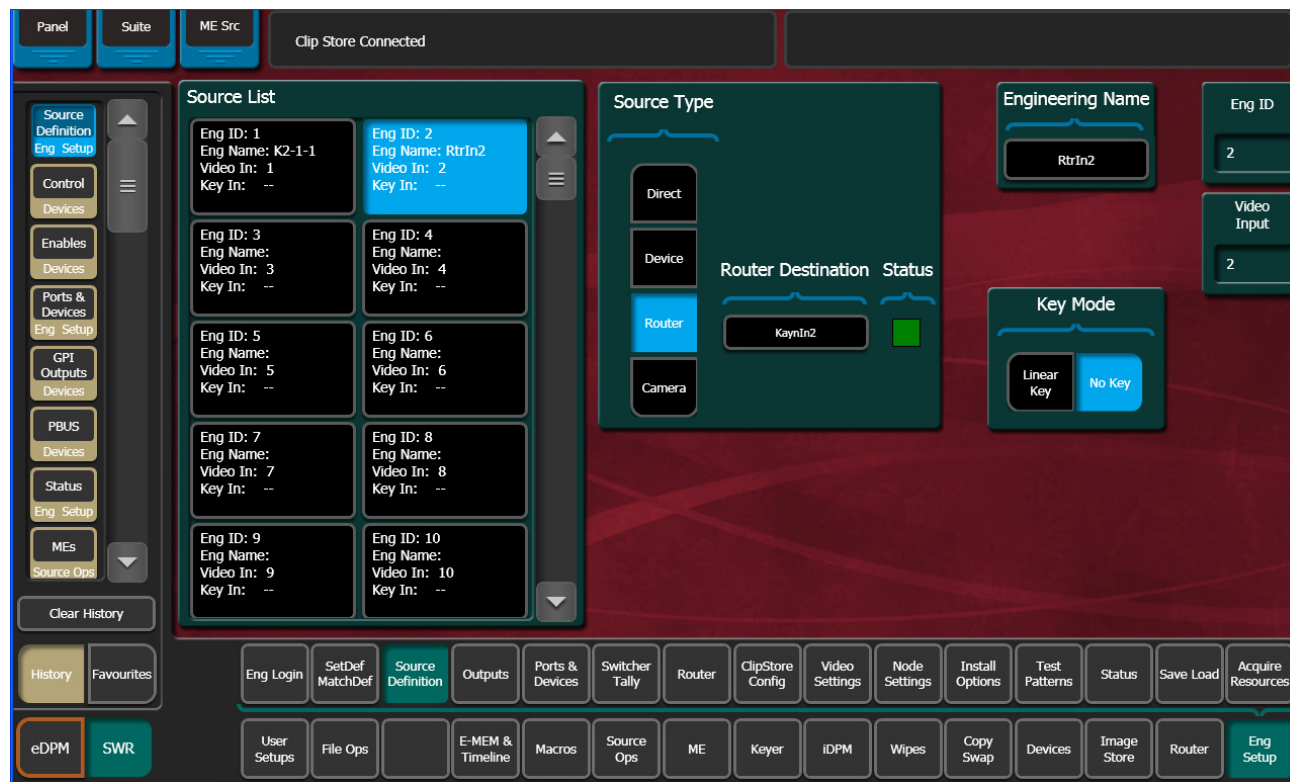 Panel
Suite
ME Src
Clip Store Connected
Source
Definition
Eng Setup
Control
Devices
Enables
Devices
Ports &
Devices
Eng Setup
GPI
Outputs
Devices
PBUS
Devices
Status
Eng Setup
MEs
Source Ops
Clear History
History
Favourites
eDPM
SWR
Source List
Eng ID: 1
Eng Name: K2-1-1
Video In: 1
Key In: --
Eng ID: 2
Eng Name: RtrIn2
Video In: 2
Key In: --
Eng ID: 3
Eng Name:
Video In: 3
Key In: --
Eng ID: 4
Eng Name:
Video In: 4
Key In: --
Eng ID: 5
Eng Name:
Video In: 5
Key In: --
Eng ID: 6
Eng Name:
Video In: 6
Key In: --
Eng ID: 7
Eng Name:
Video In: 7
Key In: --
Eng ID: 8
Eng Name:
Video In: 8
Key In: --
Eng ID: 9
Eng Name:
Video In: 9
Key In: --
Eng ID: 10
Eng Name:
Video In: 10
Key In: --
Source Type
Direct
Device
Router
Camera
Router Destination
KaynIn2
Status
Engineering Name
RtrIn2
Eng ID
2
Video
Input
2
Key Mode
Linear
Key
No Key
Eng Login
SetDef
MatchDef
Source
Definition
Outputs
Ports &
Devices
Switcher
Tally
Router
ClipStore
Config
Video
Settings
Node
Settings
Install
Options
Test
Patterns
Status
Save Load
Acquire
Resources
User
Setups
File Ops
E-MEM &
Timeline
Macros
Source
Ops
ME
Keyer
iDPM
Wipes
Copy
Swap
Devices
Image
Store
Router
Eng
Setup